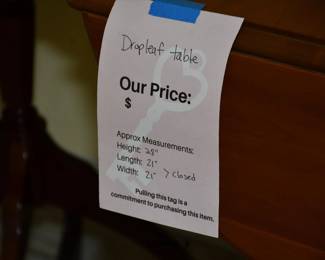 Dropleaf table
Our Price:
$
Approx Measurements:
Height: 28"
Length: 21"
Width: 21" > Closed
Pulling this tag is a
commitment to purchasing this item.